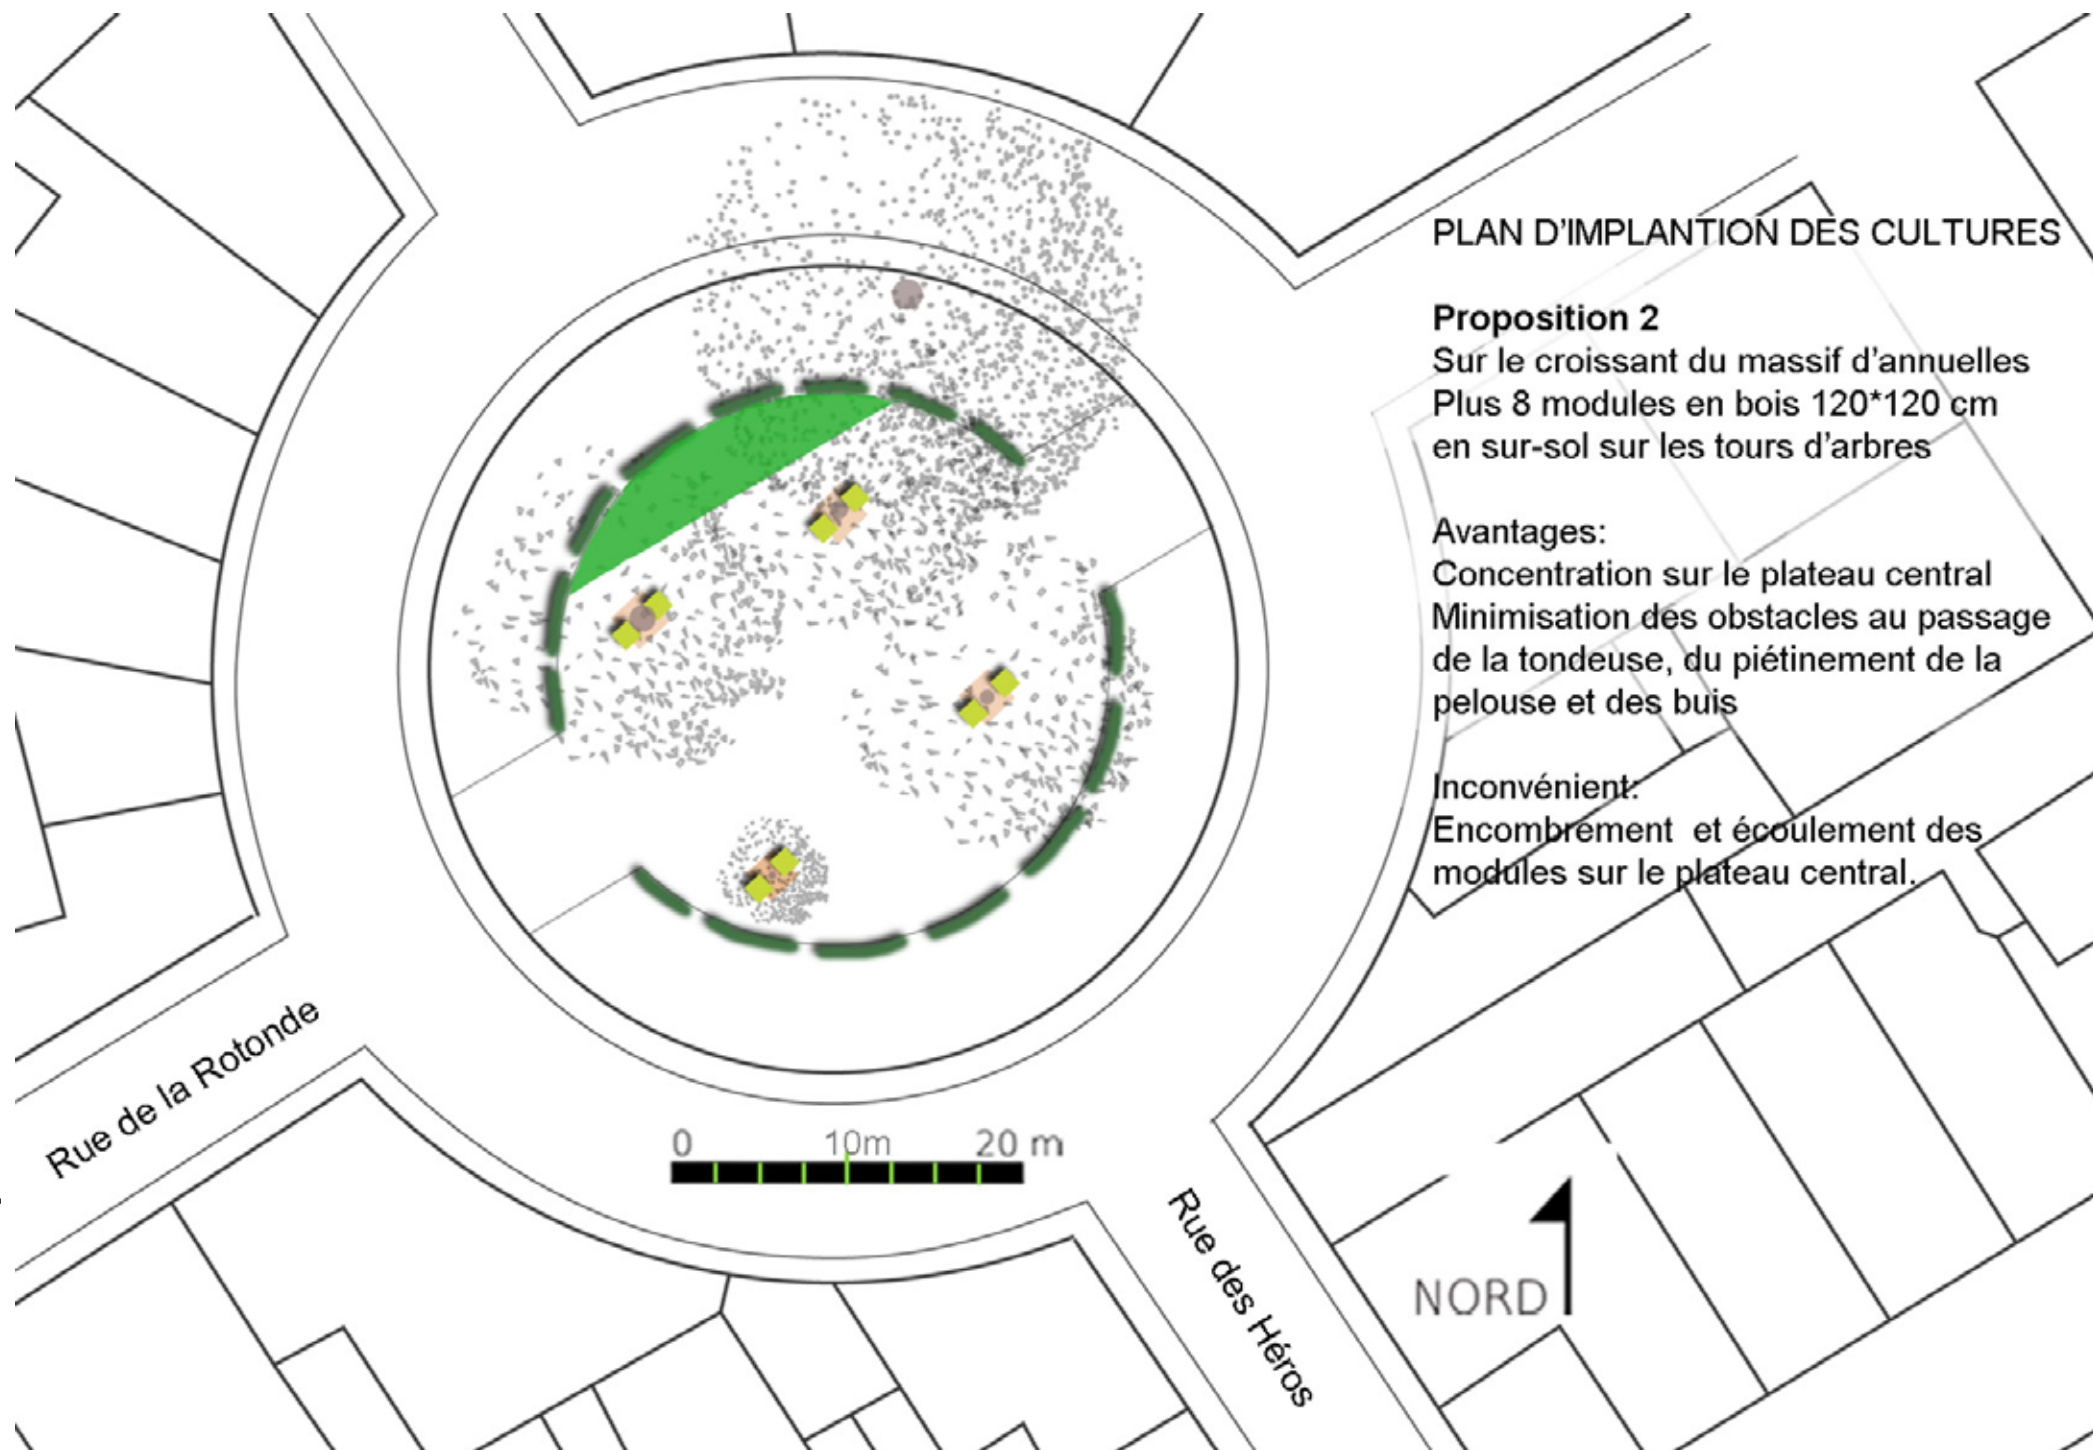 PLAN D'IMPLANTION DES CULTURES
Proposition 2
Sur le croissant du massif d'annuelles
Plus 8 modules en bois 120*120 cm
en sur-sol sur les tours d'arbres
Avantages:
Concentration sur le plateau central
Minimisation des obstacles au passage
de la tondeuse, du piétinement de la
pelouse et des buis
Inconvénient:
Encombrement et écoulement des
modules sur le plateau central.
Rue de la Rotonde
0 10m 20 m
Rue des Héros
NORD